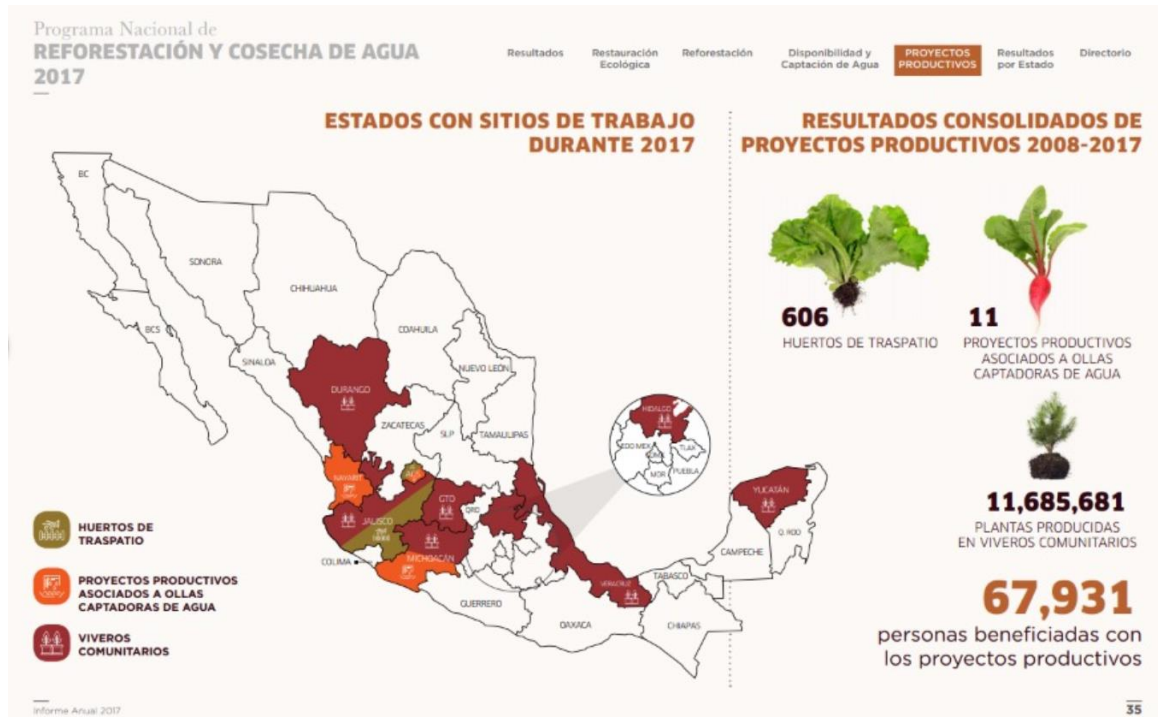 Programa Nacional de
REFORESTACIÓN Y COSECHA DE AGUA
2017
Resultados
Restauración
Ecológica
Reforestación
Disponibilidad y
Captación de Agua
PROYECTOS
PRODUCTIVOS
Resultados
por Estado
Directorio
ESTADOS CON SITIOS DE TRABAJO
DURANTE 2017
BC
SONORA
CHIHUAHUA
COAHUILA
BCS
SINALOA
NUEVO LEÓN
DURANGO
ZACATECAS
SLP
TAMAULIPAS
NAYARIT
AGS
GTO
QRO
JALISCO
MICHOACÁN
COLIMA
GUERRERO
OAXACA
VERACRUZ
TABASCO
CHIAPAS
CAMPECHE
YUCATÁN
Q. ROO
HIDALGO
EDO MEX
CDMX
TLAX
MOR
PUEBLA
HUERTOS DE
TRASPATIO
PROYECTOS PRODUCTIVOS
ASOCIADOS A OLLAS
CAPTADORAS DE AGUA
VIVEROS
COMUNITARIOS
RESULTADOS CONSOLIDADOS DE
PROYECTOS PRODUCTIVOS 2008-2017
606
HUERTOS DE TRASPATIO
11
PROYECTOS PRODUCTIVOS
ASOCIADOS A OLLAS
CAPTADORAS DE AGUA
11,685,681
PLANTAS PRODUCIDAS
EN VIVEROS COMUNITARIOS
67,931
personas beneficiadas con
los proyectos productivos
Informe Anual 2017
35